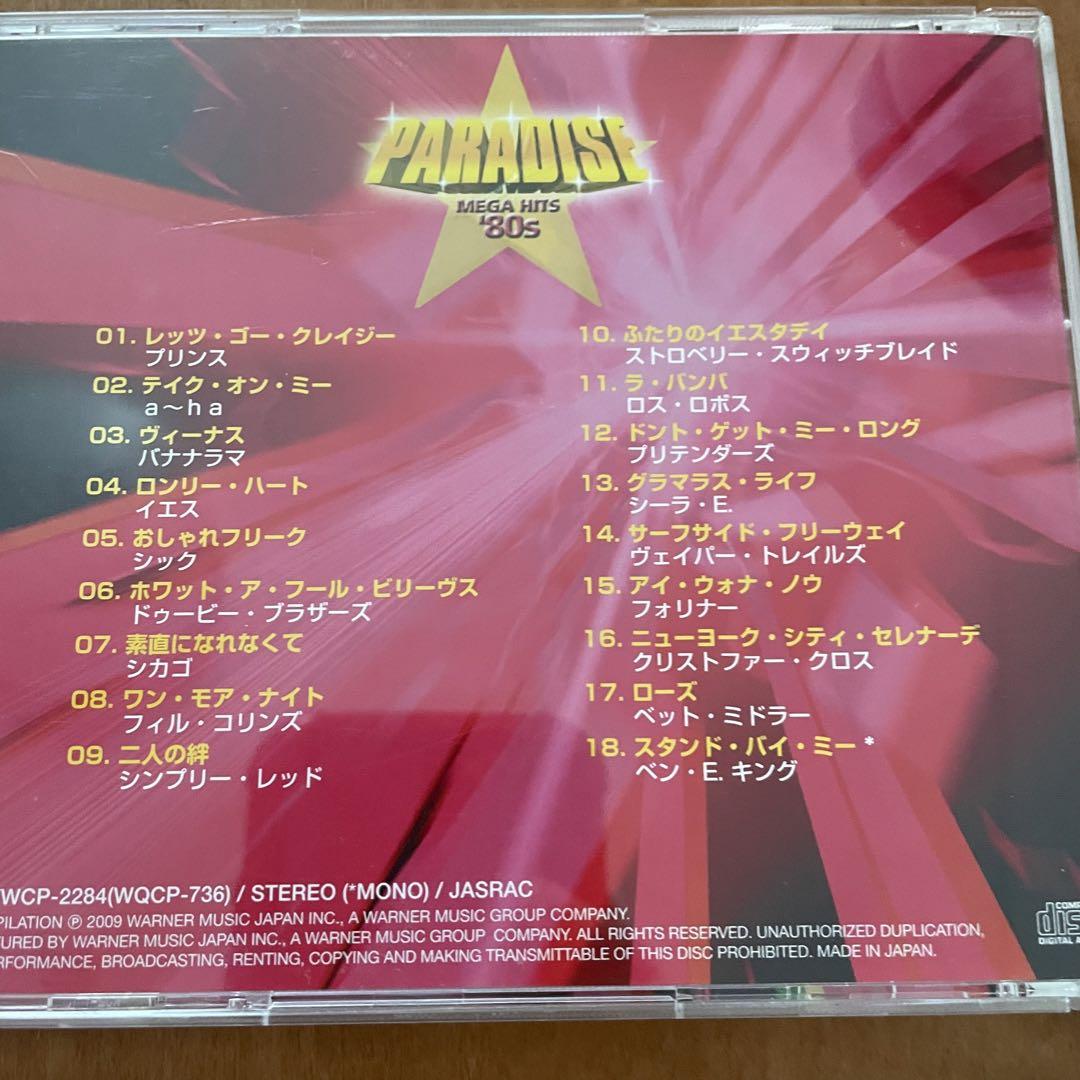 PARADISE
MEGA HITS
'80s
01. レッツ・ゴー・クレイジー
プリンス
02. テイク・オン・ミー
a～ha
03. ヴィーナス
バナナラマ
04. ロンリー・ハート
イエス
05. おしゃれフリーク
シック
06. ホワット・ア・フール・ビリーヴス
ドゥービー・ブラザーズ
07. 素直になれなくて
シカゴ
08. ワン・モア・ナイト
フィル・コリンズ
09. 二人の絆
シンプリー・レッド
10. ふたりのイエスタデイ
ストロベリー・スウィッチブレイド
11. ラ・バンバ
ロス・ロボス
12. ドント・ゲット・ミー・ロング
プリテンダーズ
13. グラマラス・ライフ
シーラ・E.
14. サーフサイド・フリーウェイ
ヴェイパー・トレイルズ
15. アイ・ウォナ・ノウ
フォリナー
16. ニューヨーク・シティ・セレナーデ
クリストファー・クロス
17. ローズ
ベット・ミドラー
18. スタンド・バイ・ミー *
ベン・E. キング
WCP-2284(WQCP-736) / STEREO (*MONO) / JASRAC
PILATION Ⓟ 2009 WARNER MUSIC JAPAN INC., A WARNER MUSIC GROUP COMPANY.
TURED BY WARNER MUSIC JAPAN INC., A WARNER MUSIC GROUP COMPANY. ALL RIGHTS RESERVED. UNAUTHORIZED DUPLICATION,
RFORMANCE, BROADCASTING, RENTING, COPYING AND MAKING TRANSMITTABLE OF THIS DISC PROHIBITED. MADE IN JAPAN.
COMP
dis
DIGITAL A